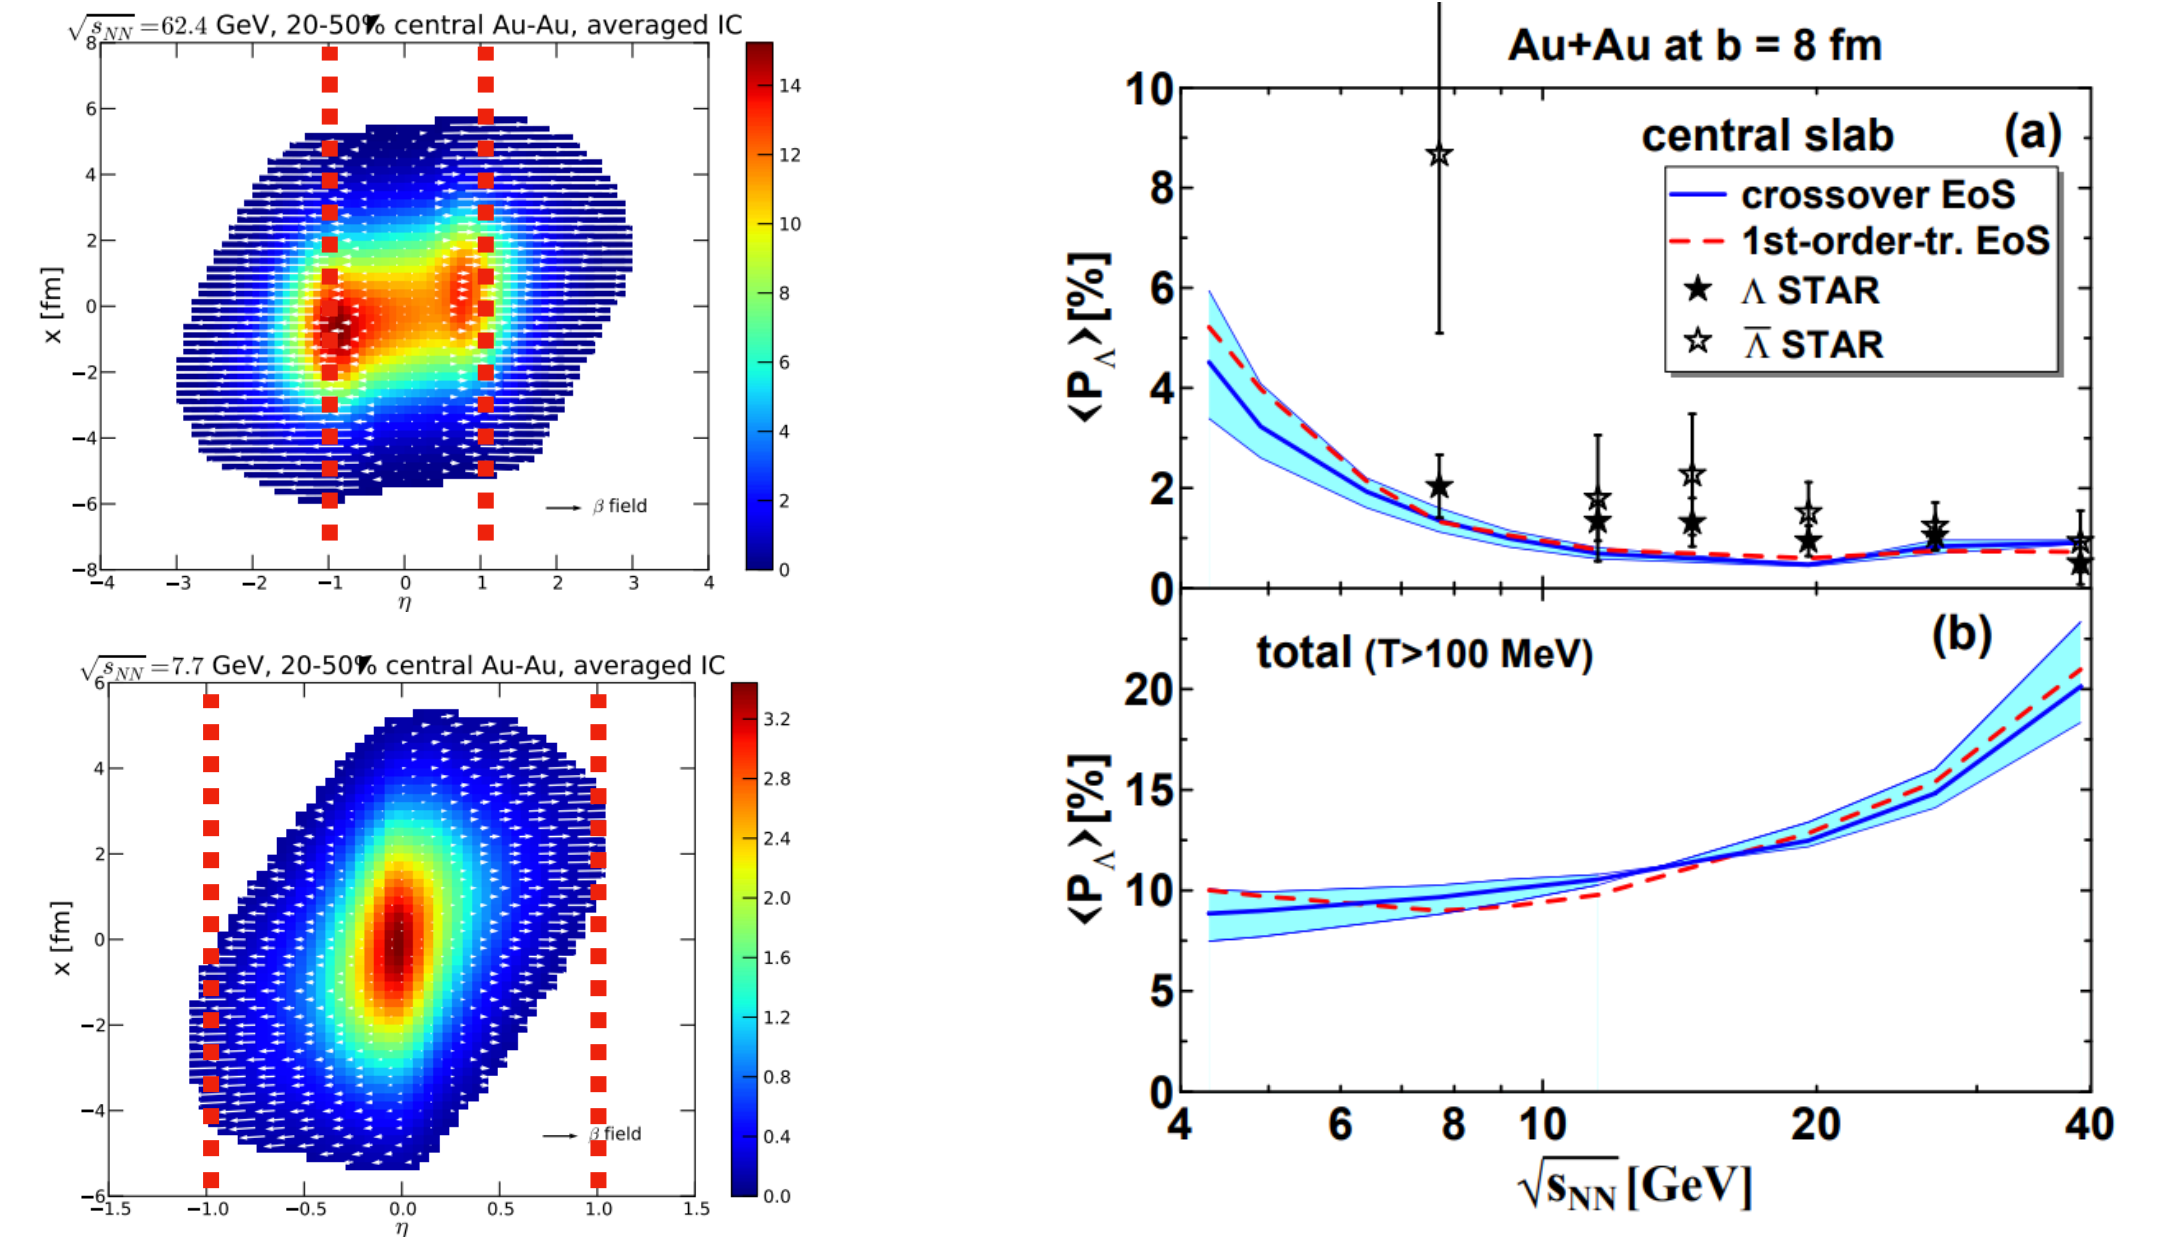 √s_NN=62.4 GeV, 20-50% central Au-Au, averaged IC
8
6
4
2
0
−2
−4
−6
−8
x [fm]
−4 −3 −2 −1 0 1 2 3 4
η
β field
14
12
10
8
6
4
2
0
√s_NN=7.7 GeV, 20-50% central Au-Au, averaged IC
6
4
2
0
−2
−4
−6
x [fm]
−1.5 −1.0 −0.5 0.0 0.5 1.0 1.5
η
β field
3.2
2.8
2.4
2.0
1.6
1.2
0.8
0.4
0.0
Au+Au at b = 8 fm
10
8
6
4
2
0
<P_Λ>[%]
central slab
(a)
crossover EoS
1st-order-tr. EoS
Λ STAR
Λ̅ STAR
total (T>100 MeV)
(b)
20
15
10
5
0
<P_Λ>[%]
4 6 8 10 20 40
√s_NN [GeV]